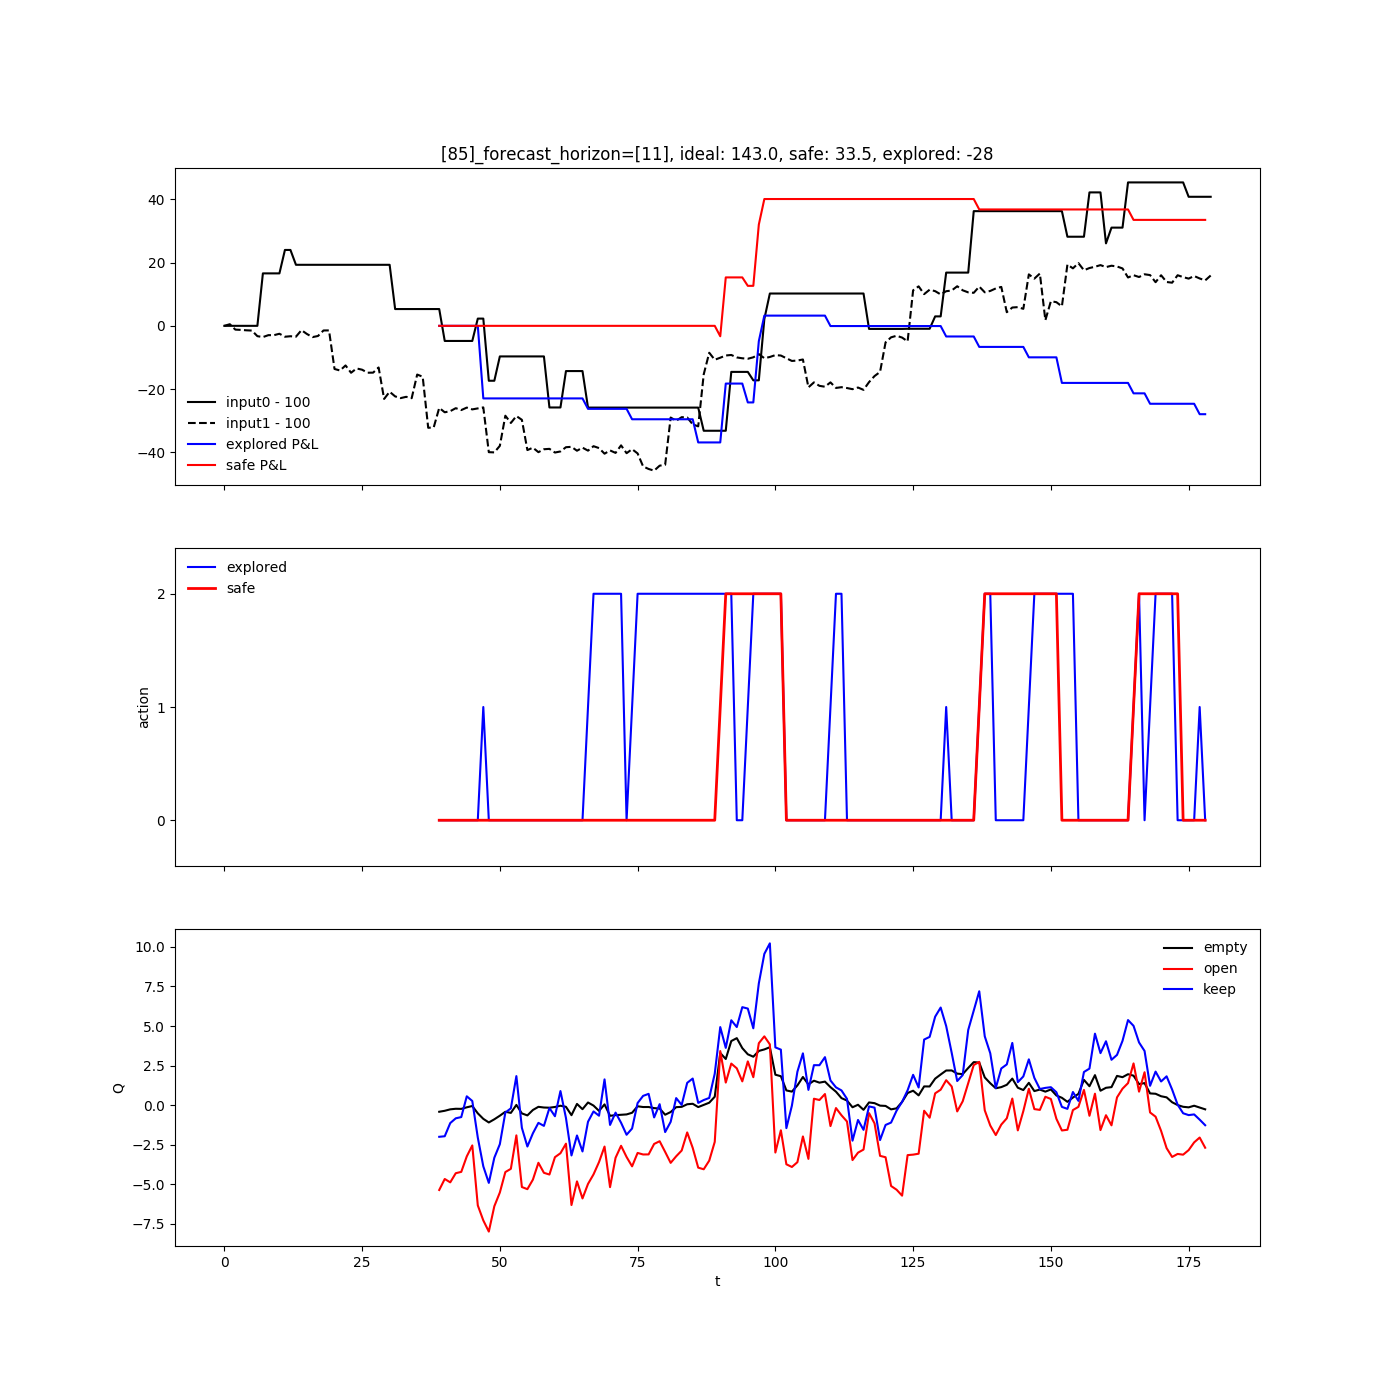 [85]_forecast_horizon=[11], ideal: 143.0, safe: 33.5, explored: -28
40
20
0
−20
−40
input0 - 100
input1 - 100
explored P&L
safe P&L
explored
safe
2
1
0
action
empty
open
keep
10.0
7.5
5.0
2.5
0.0
−2.5
−5.0
−7.5
Q
0 25 50 75 100 125 150 175
t